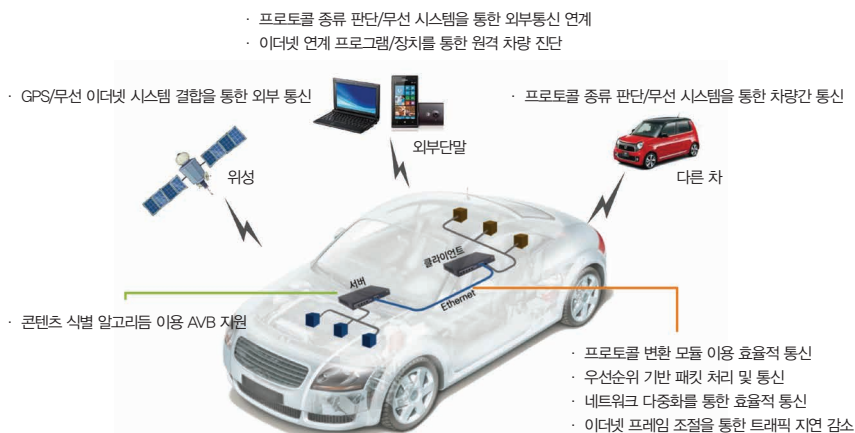 · 프로토콜 종류 판단/무선 시스템을 통한 외부통신 연계
· 이더넷 연계 프로그램/장치를 통한 원격 차량 진단
· GPS/무선 이더넷 시스템 결합을 통한 외부 통신
· 프로토콜 종류 판단/무선 시스템을 통한 차량간 통신
외부단말
위성
다른 차
클라이언트
서버
Ethernet
· 콘텐츠 식별 알고리듬 이용 AVB 지원
· 프로토콜 변환 모듈 이용 효율적 통신
· 우선순위 기반 패킷 처리 및 통신
· 네트워크 다중화를 통한 효율적 통신
· 이더넷 프레임 조절을 통한 트래픽 지연 감소